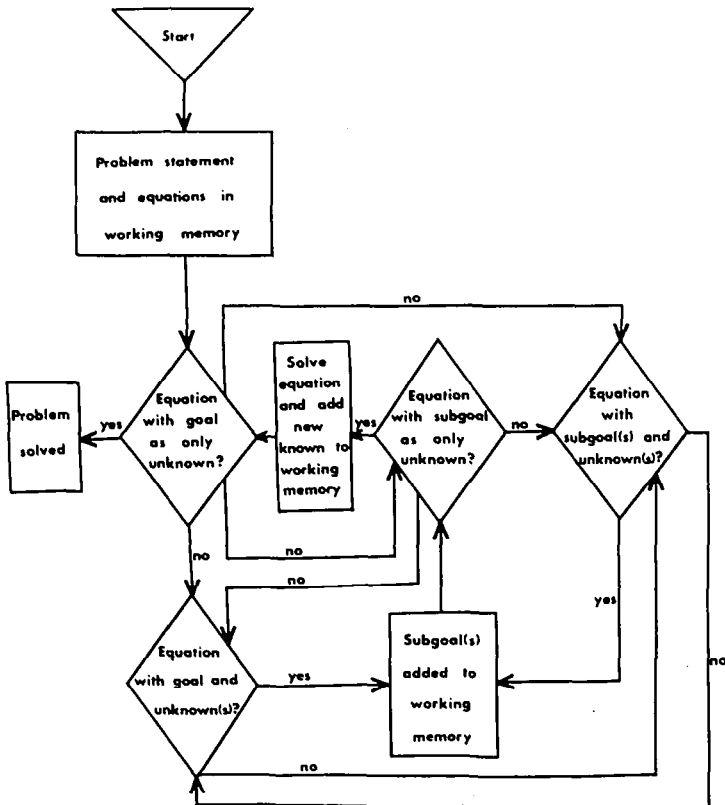 Start
Problem statement
and equations in
working memory
no
Problem
solved
yes
Equation
with goal
as only
unknown?
Solve
equation
and add
new
known to
working
memory
yes
Equation
with subgoal
as only
unknown?
no
Equation
with
subgoal(s) and
unknown(s)?
no
no
no
yes
no
Equation
with goal and
unknown(s)?
yes
Subgoal(s)
added to
working
memory
no